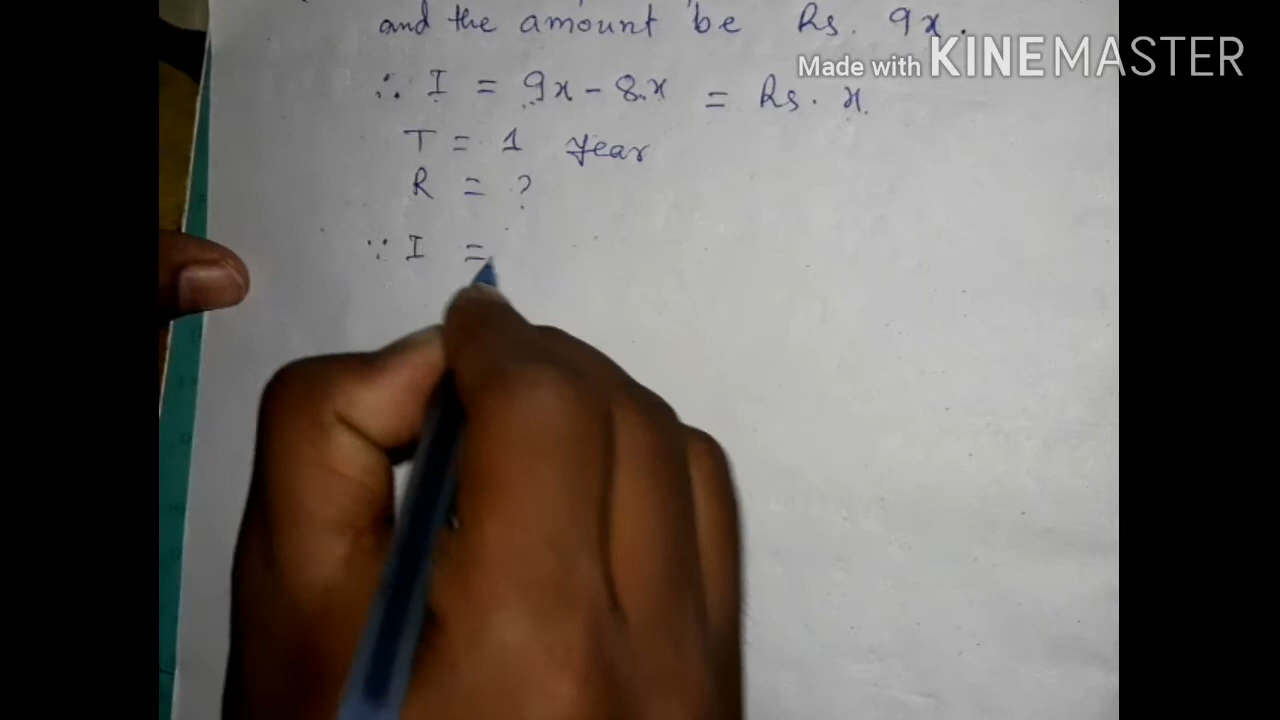 and the amount be Rs. 9x.
Made with KINEMASTER
∴ I = 9x - 8x = Rs. x.
T = 1 year
R = ?
∵ I =